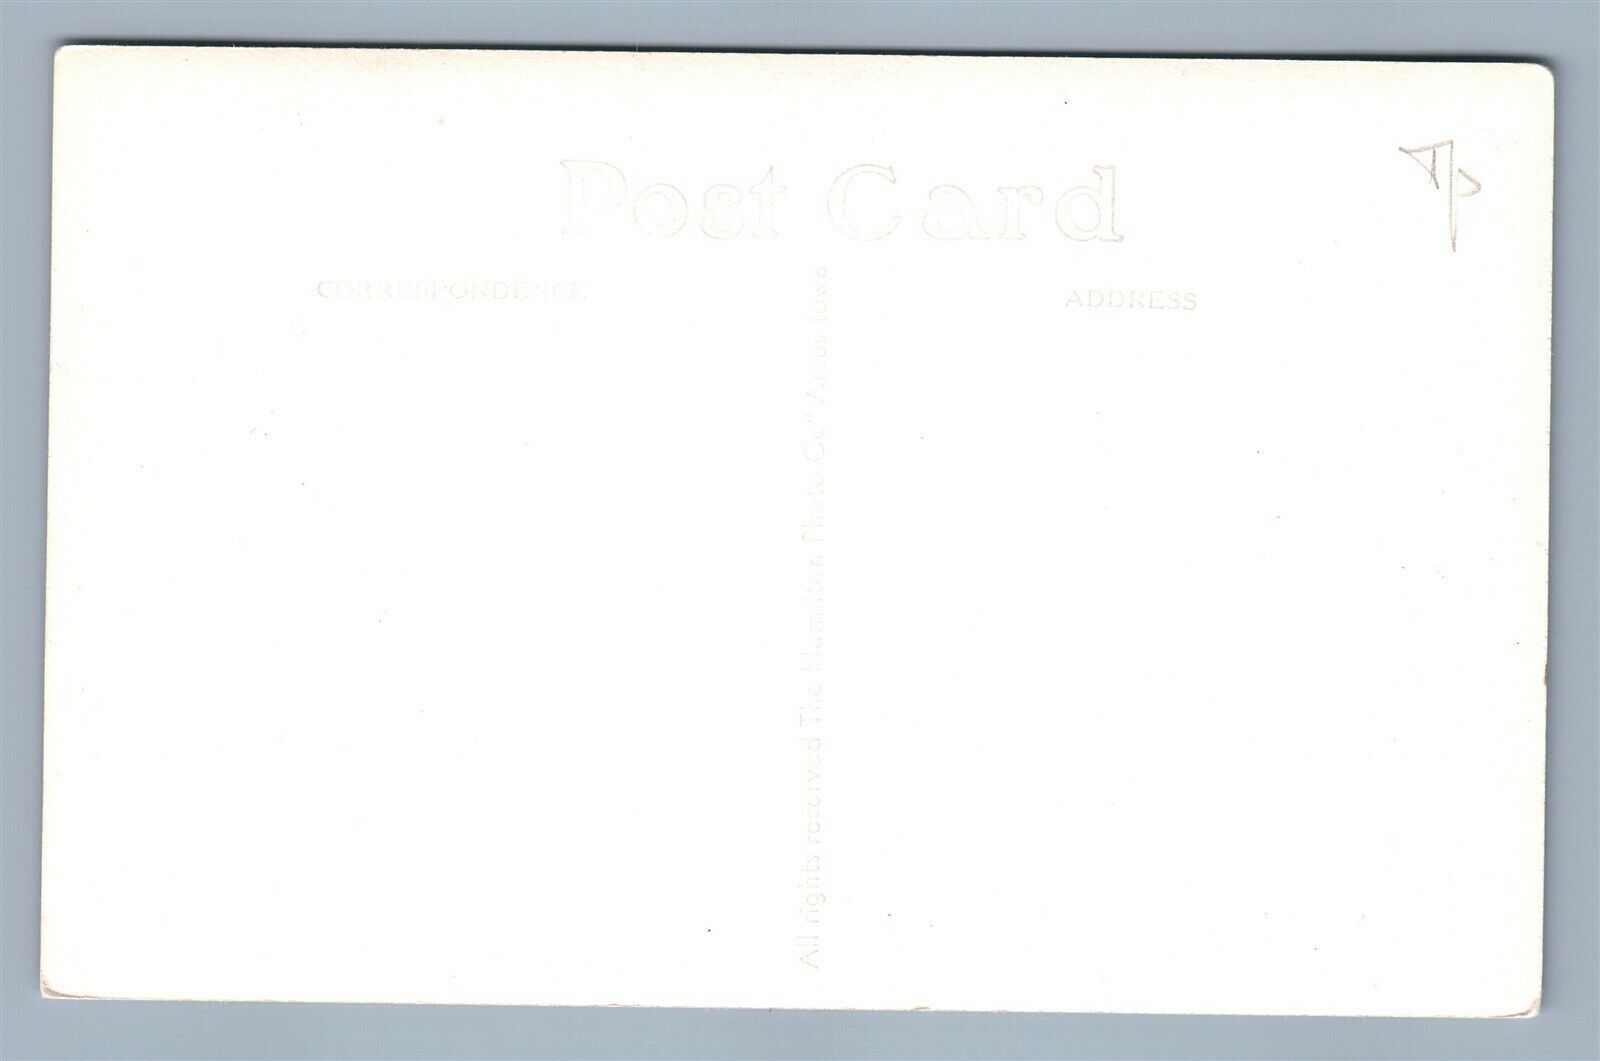 Post Card
CORRESPONDENCE
ADDRESS
All rights reserved The Hamilton Photo Co" Ames Iowa